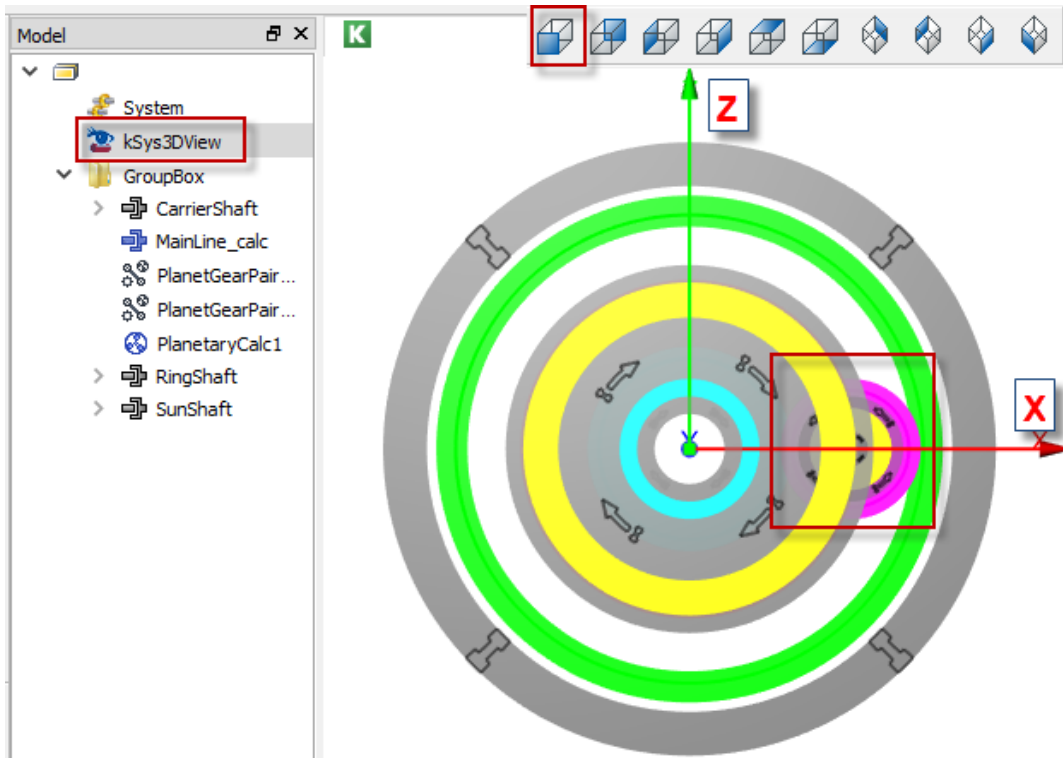 Model
K
System
kSys3DView
GroupBox
CarrierShaft
MainLine_calc
PlanetGearPair...
PlanetGearPair...
PlanetaryCalc1
RingShaft
SunShaft
Z
Y
X
X